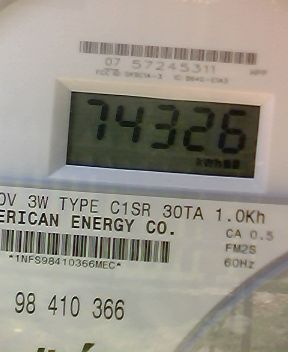 07 57245311
74326
kWh
0V 3W TYPE C1SR 30TA 1.0Kh
ERICAN ENERGY CO.
CA 0.5
FM2S
*1NFS98410366MEC*
60Hz
98 410 366